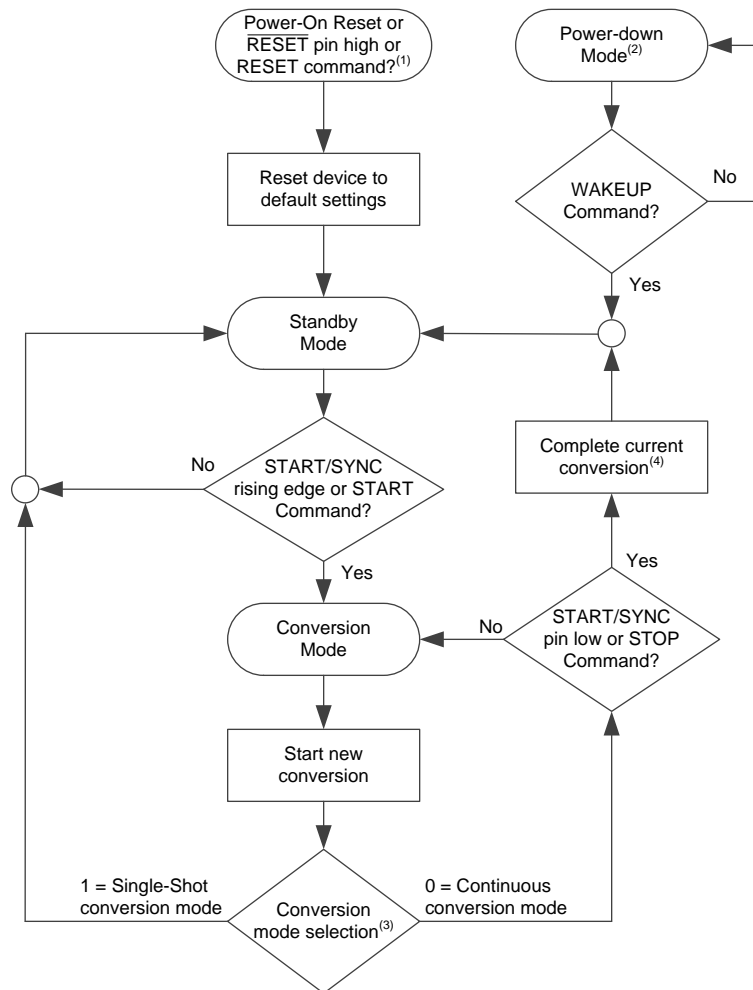 Power-On Reset or
RESET pin high or
RESET command?(1)
Power-down
Mode(2)
Reset device to
default settings
WAKEUP
Command?
No
Yes
Standby
Mode
No
START/SYNC
rising edge or START
Command?
Yes
Complete current
conversion(4)
Yes
Conversion
Mode
No
START/SYNC
pin low or STOP
Command?
Start new
conversion
1 = Single-Shot
conversion mode
0 = Continuous
conversion mode
Conversion
mode selection(3)